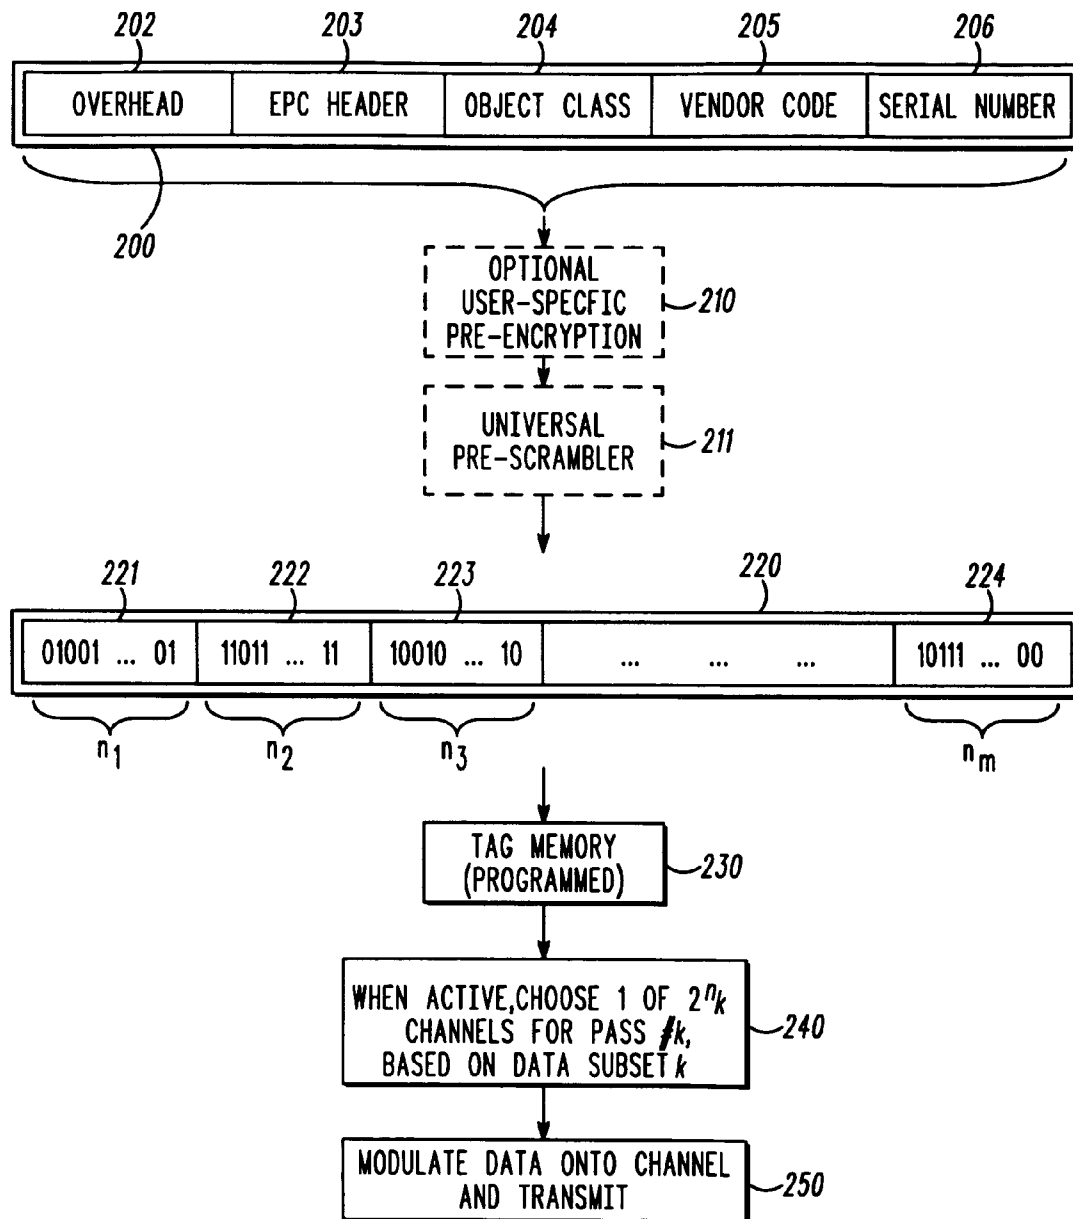 202 203 204 205 206
OVERHEAD EPC HEADER OBJECT CLASS VENDOR CODE SERIAL NUMBER
200
OPTIONAL
USER-SPECFIC
PRE-ENCRYPTION
210
UNIVERSAL
PRE-SCRAMBLER
211
221 222 223 220 224
01001 ... 01 11011 ... 11 10010 ... 10 ... ... ... 10111 ... 00
n1 n2 n3 nm
TAG MEMORY
(PROGRAMMED)
230
WHEN ACTIVE,CHOOSE 1 OF 2^nk
CHANNELS FOR PASS #k,
BASED ON DATA SUBSET k
240
MODULATE DATA ONTO CHANNEL
AND TRANSMIT
250